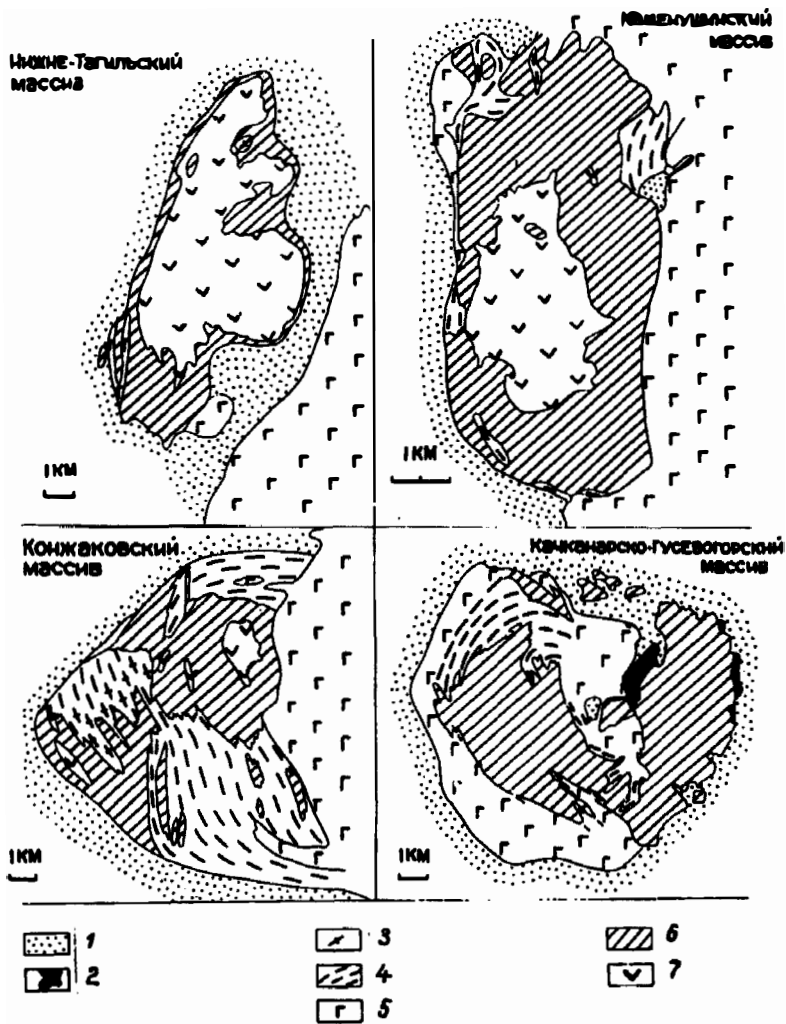 Нижне-Тагильский
массив
1 КМ
Каменушинский
массив
1 КМ
Конжаковский
массив
1 КМ
Качканарско-гусевогорский
массив
1 КМ
1
2
3
4
5
6
7